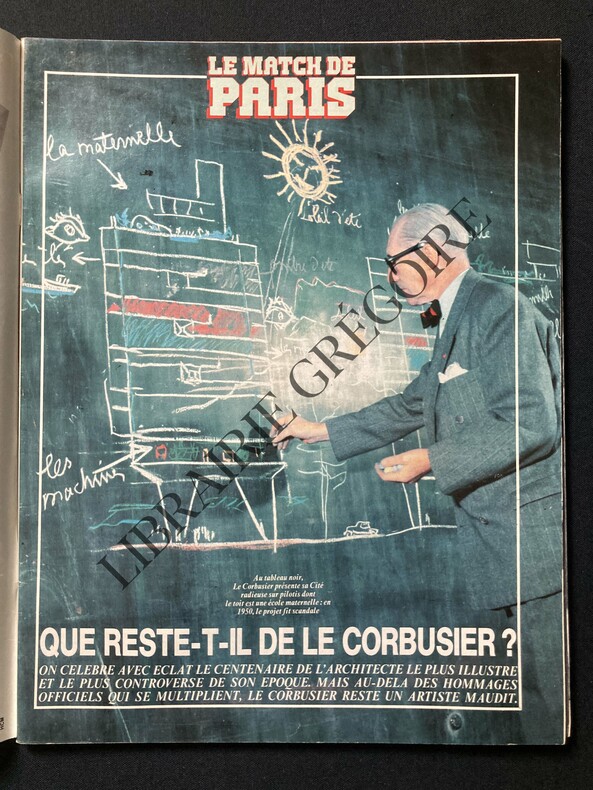 LE MATCH DE
PARIS
la maternelle
soleil d'été
les
machines
LIBRAIRIE GRÉGOIRE
Au tableau noir,
Le Corbusier présente sa Cité
radieuse sur pilotis dont
le toit est une école maternelle : en
1950, le projet fit scandale
QUE RESTE-T-IL DE LE CORBUSIER ?
ON CELEBRE AVEC ECLAT LE CENTENAIRE DE L'ARCHITECTE LE PLUS ILLUSTRE
ET LE PLUS CONTROVERSE DE SON EPOQUE. MAIS AU-DELA DES HOMMAGES
OFFICIELS QUI SE MULTIPLIENT, LE CORBUSIER RESTE UN ARTISTE MAUDIT.